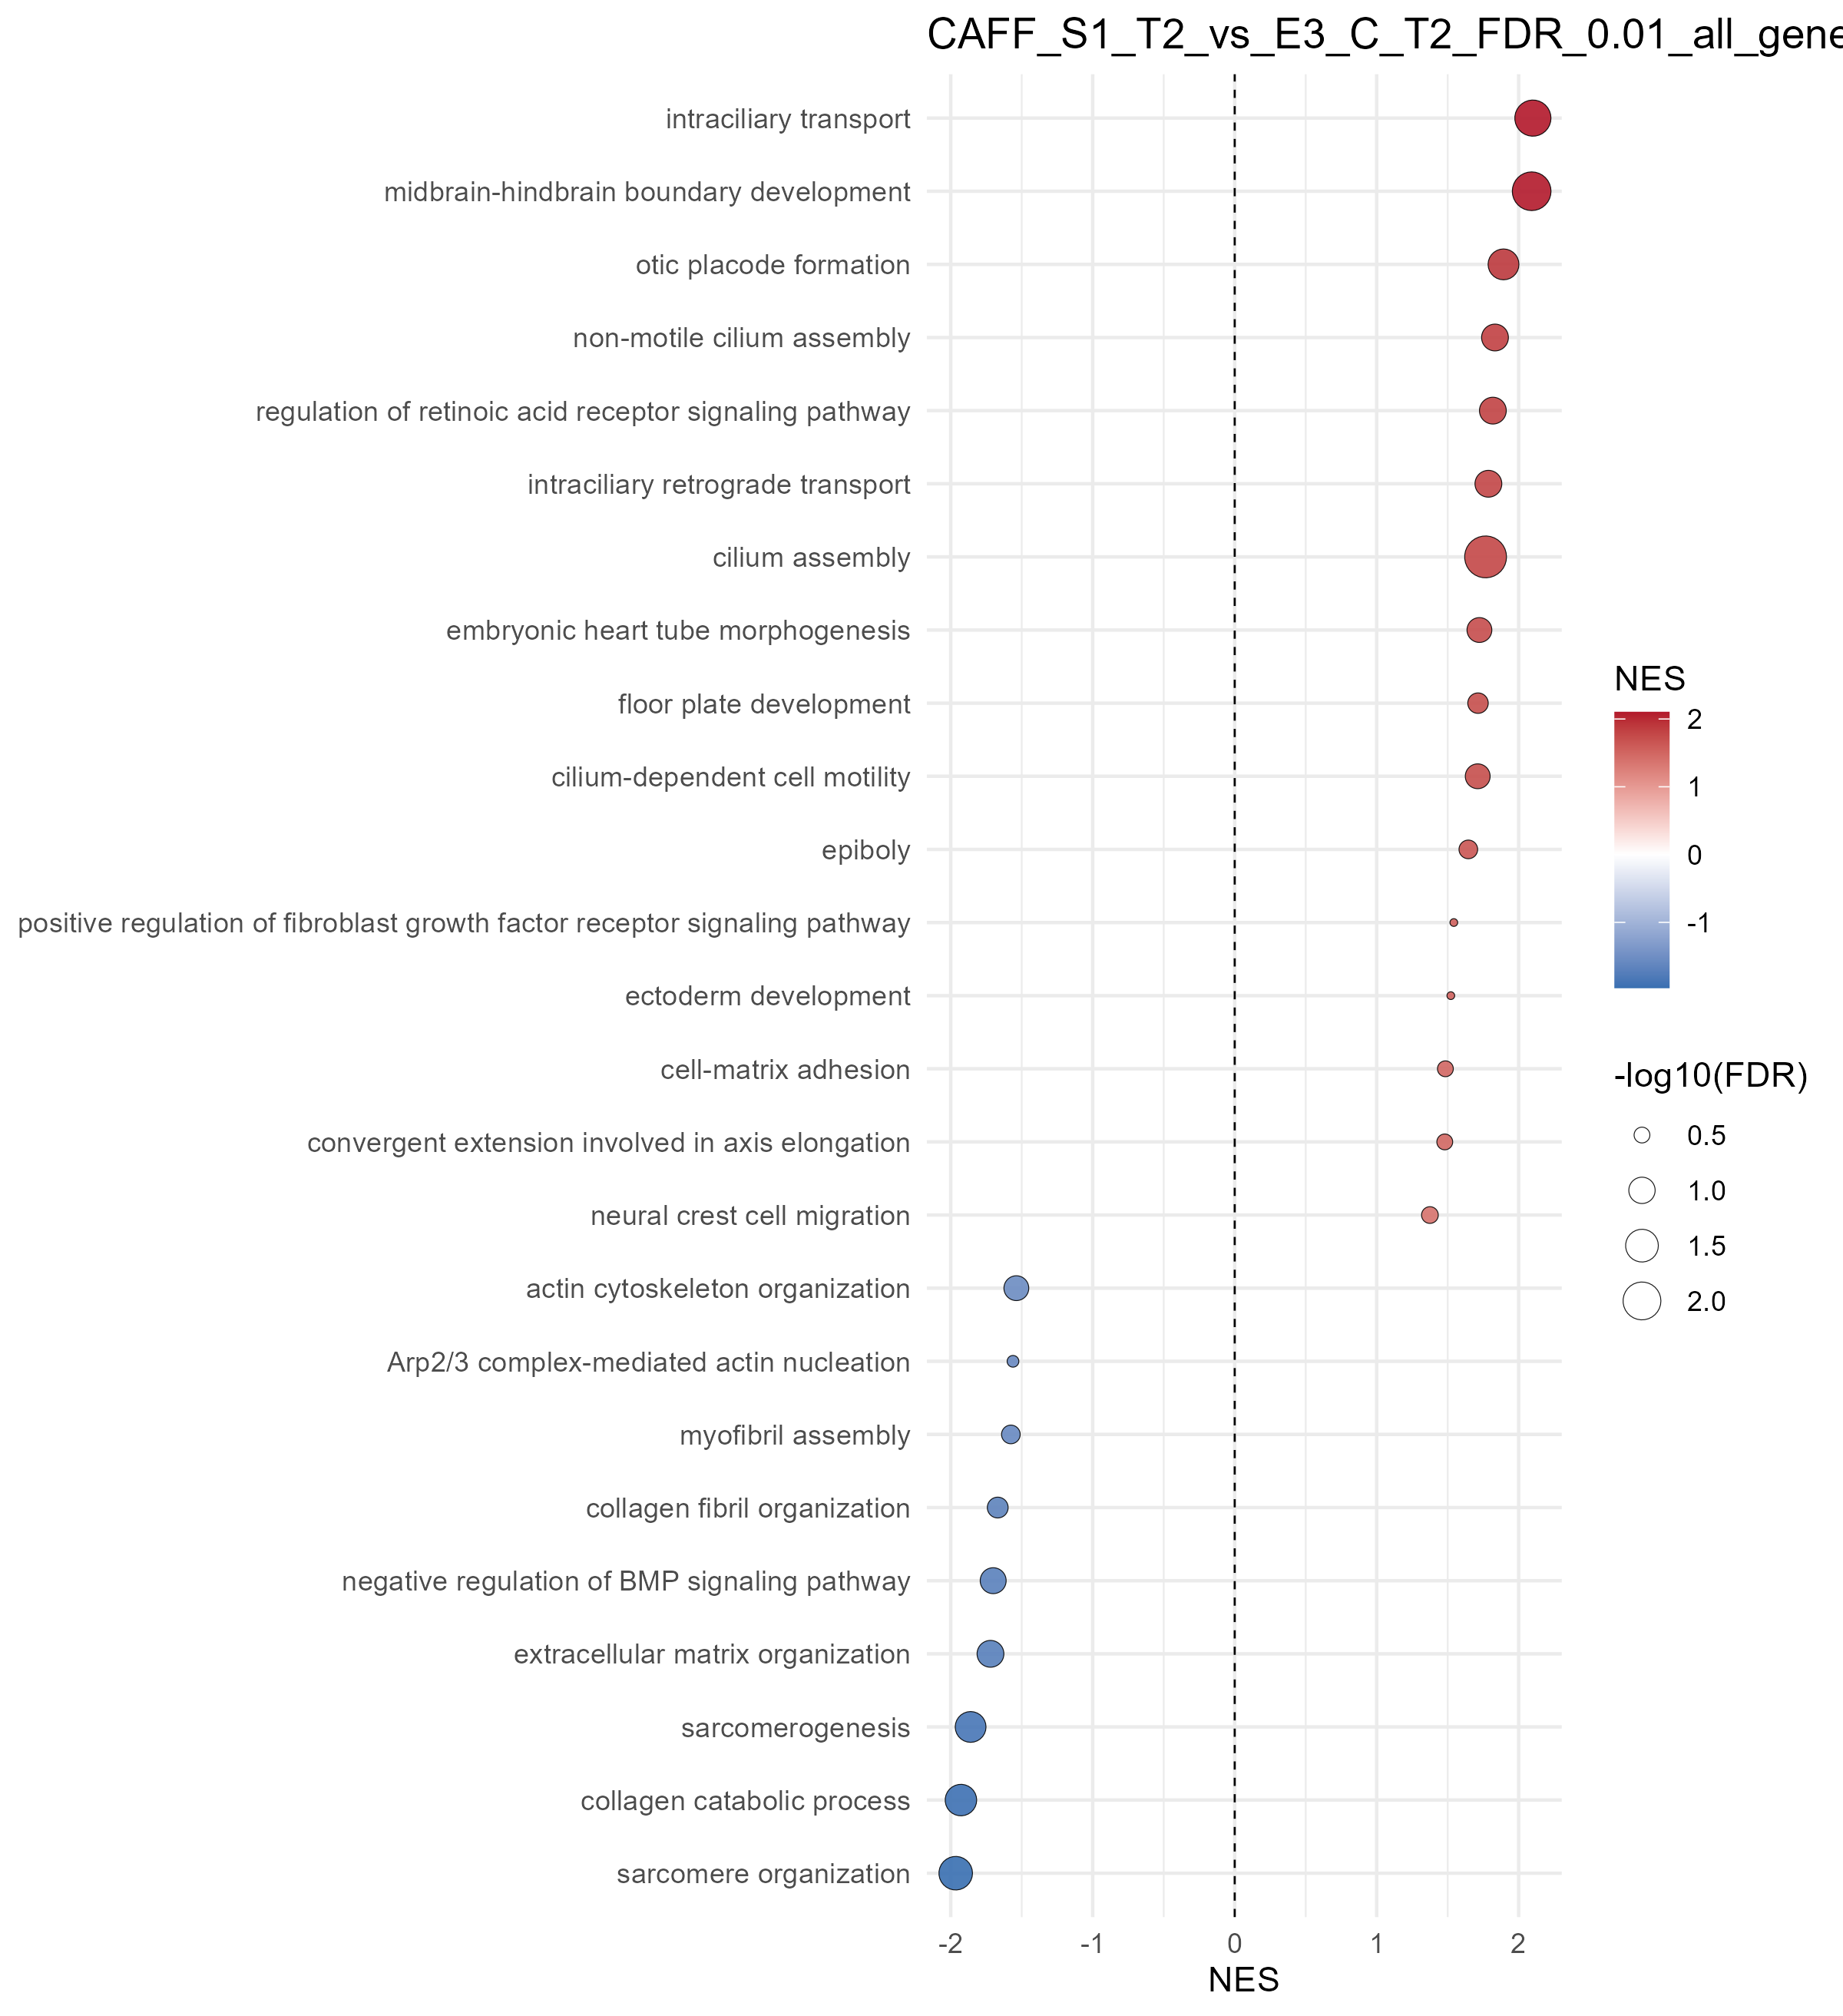 CAFF_S1_T2_vs_E3_C_T2_FDR_0.01_all_gene
intraciliary transport
midbrain-hindbrain boundary development
otic placode formation
non-motile cilium assembly
regulation of retinoic acid receptor signaling pathway
intraciliary retrograde transport
cilium assembly
embryonic heart tube morphogenesis
floor plate development
cilium-dependent cell motility
epiboly
positive regulation of fibroblast growth factor receptor signaling pathway
ectoderm development
cell-matrix adhesion
convergent extension involved in axis elongation
neural crest cell migration
actin cytoskeleton organization
Arp2/3 complex-mediated actin nucleation
myofibril assembly
collagen fibril organization
negative regulation of BMP signaling pathway
extracellular matrix organization
sarcomerogenesis
collagen catabolic process
sarcomere organization
-2 -1 0 1 2
NES
NES
2
1
0
-1
-log10(FDR)
0.5
1.0
1.5
2.0